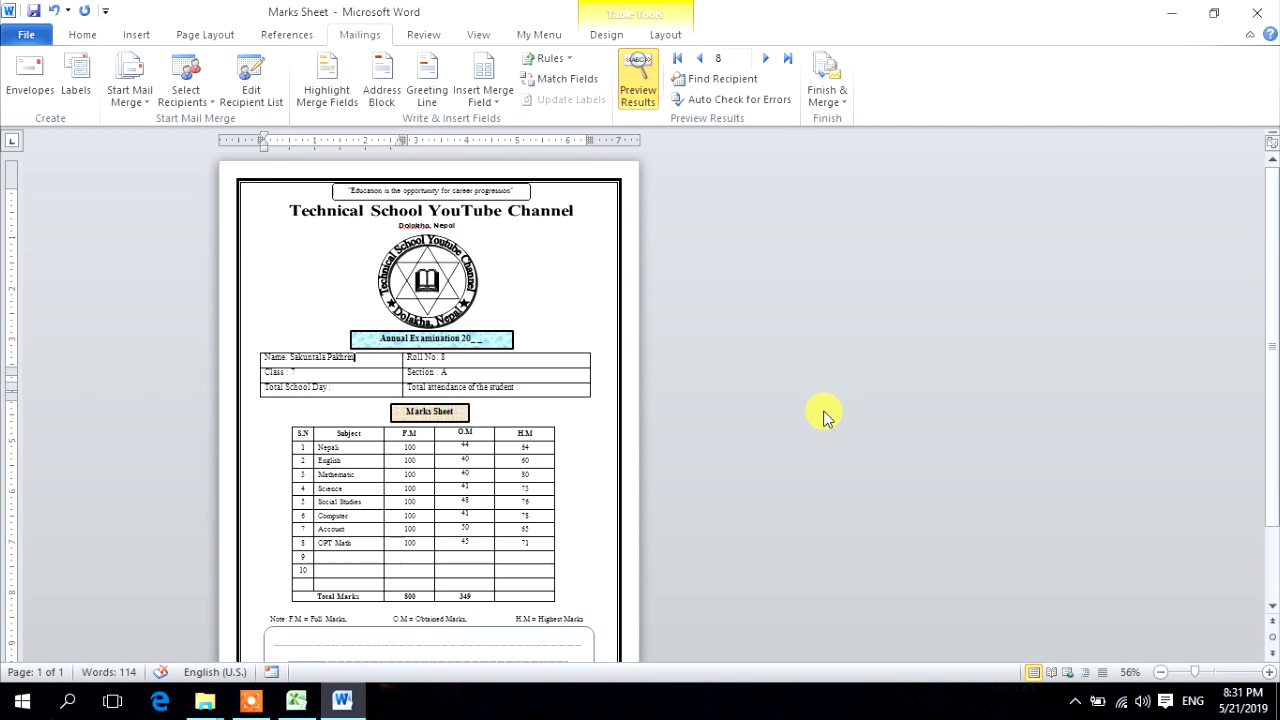 Marks Sheet - Microsoft Word
Table Tools
File Home Insert Page Layout References Mailings Review View My Menu Design Layout
Envelopes
Labels
Create
Start Mail Merge
Select Recipients
Edit Recipient List
Start Mail Merge
Highlight Merge Fields
Address Block
Greeting Line
Insert Merge Field
Rules
Match Fields
Update Labels
Write & Insert Fields
ABC
Preview Results
8
Find Recipient
Auto Check for Errors
Preview Results
Finish & Merge
Finish
1 2 3 4 5 6 7
"Education is the opportunity for career progression"
Technical School YouTube Channel
Dolakha, Nepal
Technical School Youtube Channel
Dolakha, Nepal
Annual Examination 20_ _
Name: Sakuntala Pakhrin Roll No: 8
Class : 7 Section : A
Total School Day : Total attendance of the student :
Marks Sheet
S.N Subject F.M O.M H.M
1 Nepali 100 44 64
2 English 100 40 60
3 Mathematic 100 40 80
4 Science 100 41 73
5 Social Studies 100 48 76
6 Computer 100 41 78
7 Account 100 50 65
8 OPT Math 100 45 71
9
10
Total Marks 800 349
Note: F.M = Full Marks, O.M = Obtained Marks, H.M = Highest Marks
Page: 1 of 1 Words: 114 English (U.S.) 56%
ENG
8:31 PM
5/21/2019